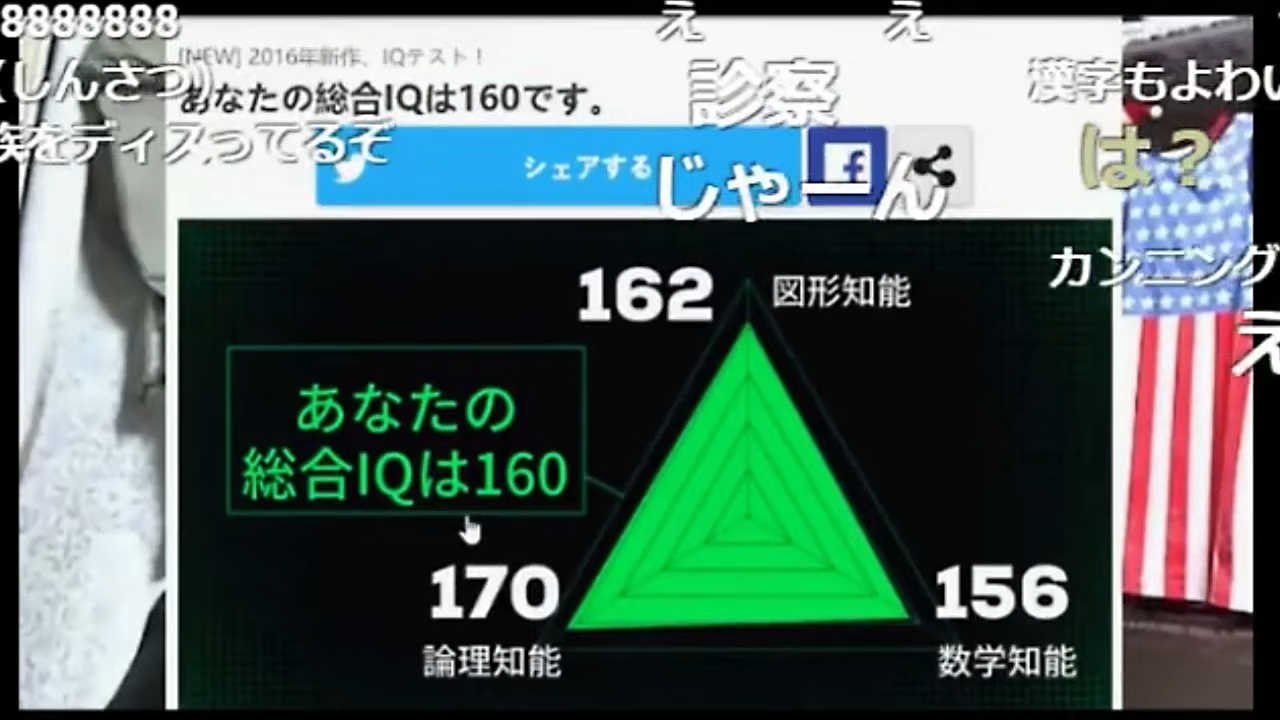 8888888
え
え
[NEW] 2016年新作、IQテスト！
(しんさつ)
あなたの総合IQは160です。
診察
漢字もよわい
族をディスってるぞ
は？
シェアする
じゃーん
カンニング
え
162
図形知能
あなたの
総合IQは160
170
156
論理知能
数学知能